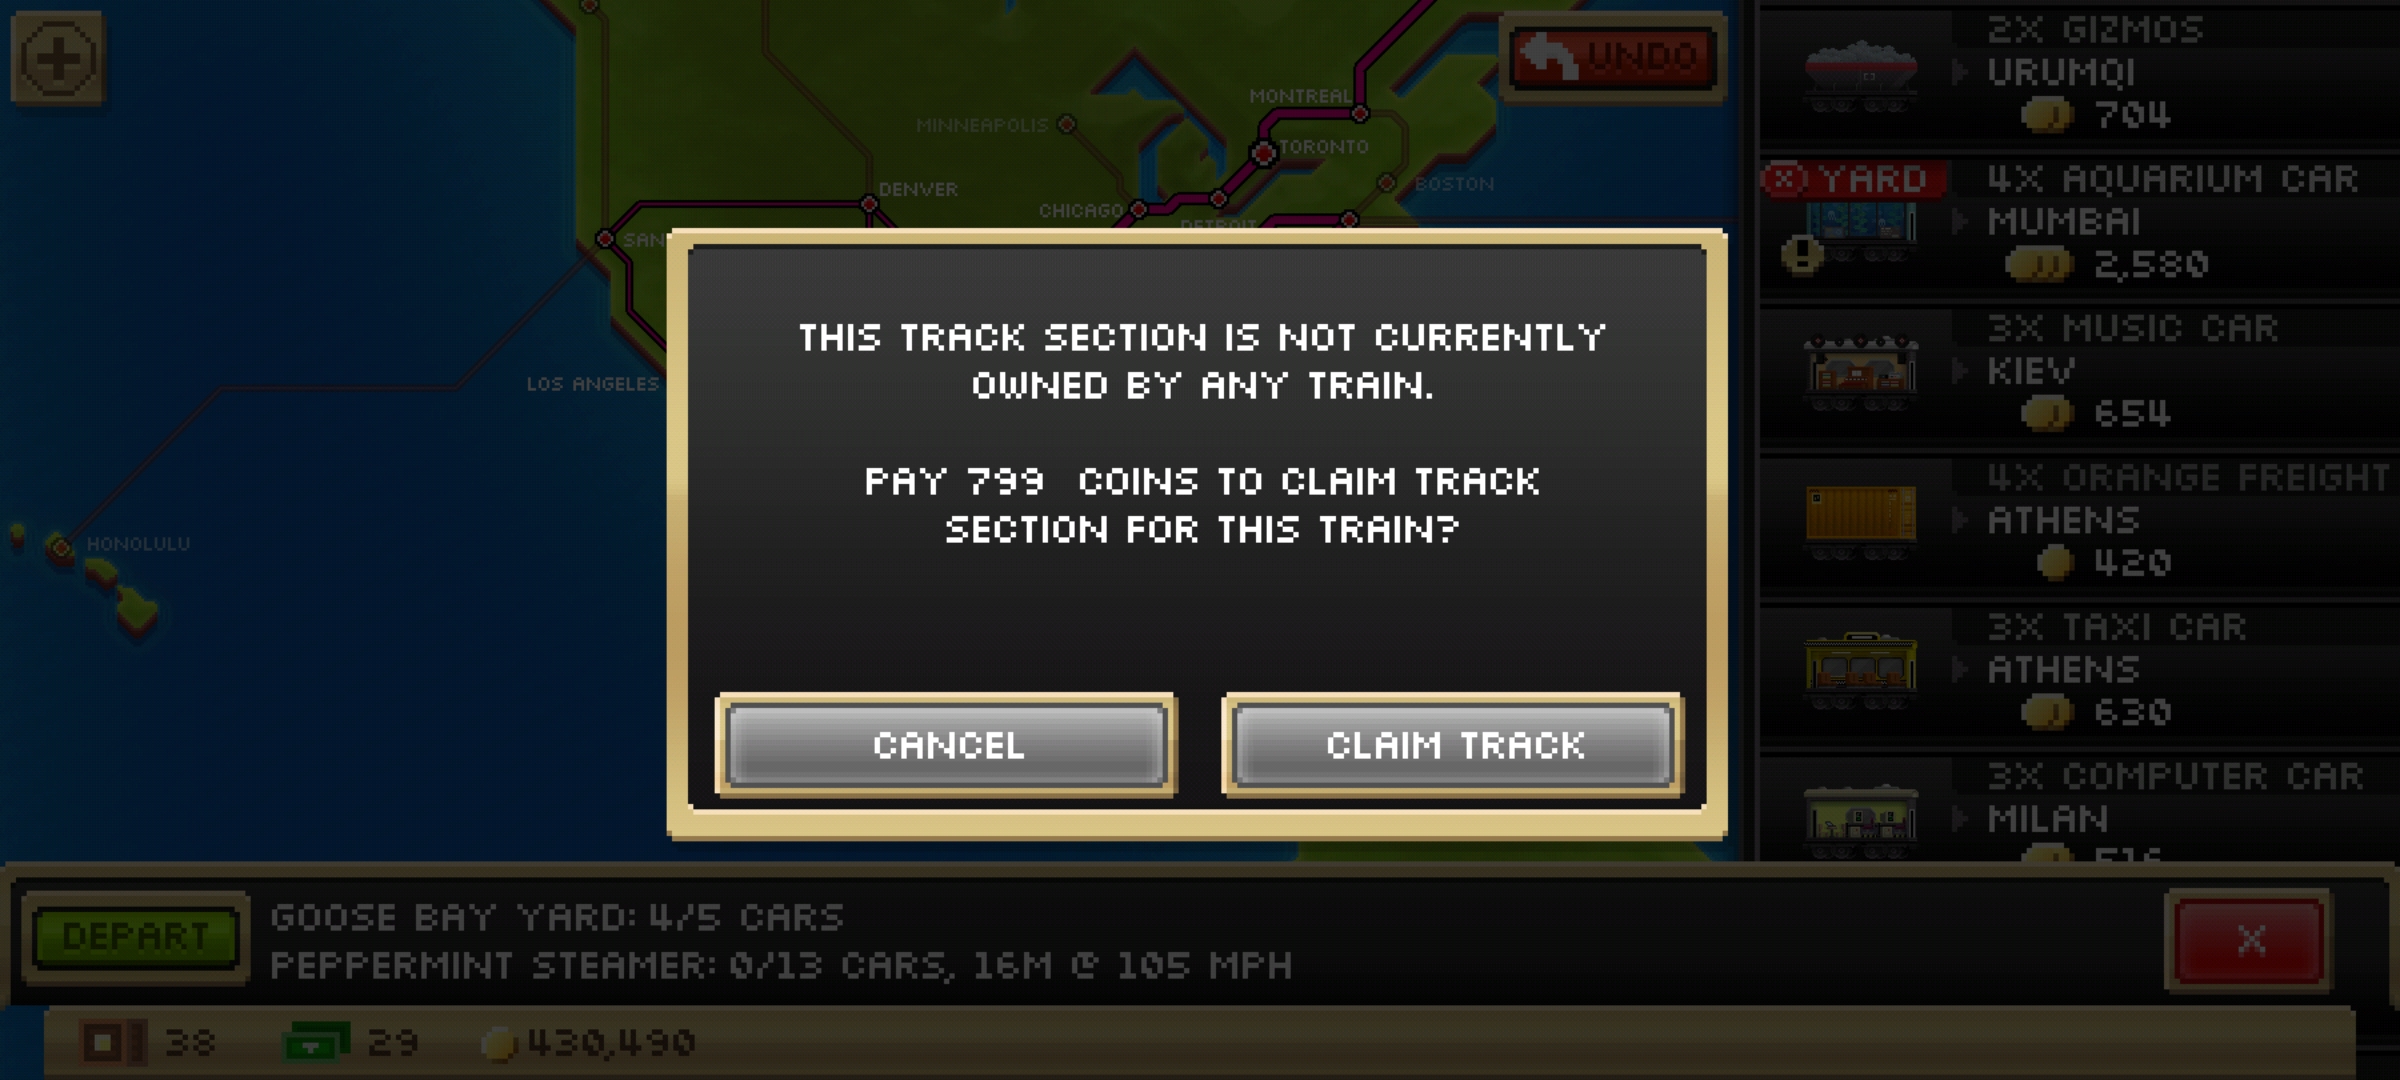 UNDO
MONTREAL
MINNEAPOLIS
TORONTO
DENVER
BOSTON
CHICAGO
DETROIT
SAN
LOS ANGELES
HONOLULU
THIS TRACK SECTION IS NOT CURRENTLY
OWNED BY ANY TRAIN.
PAY 799 COINS TO CLAIM TRACK
SECTION FOR THIS TRAIN?
CANCEL
CLAIM TRACK
2X GIZMOS
URUMQI
704
YARD
4X AQUARIUM CAR
MUMBAI
2,580
3X MUSIC CAR
KIEV
654
4X ORANGE FREIGHT
ATHENS
420
3X TAXI CAR
ATHENS
630
3X COMPUTER CAR
MILAN
516
DEPART
GOOSE BAY YARD: 4/5 CARS
PEPPERMINT STEAMER: 0/13 CARS, 16M @ 105 MPH
X
38
29
430,490